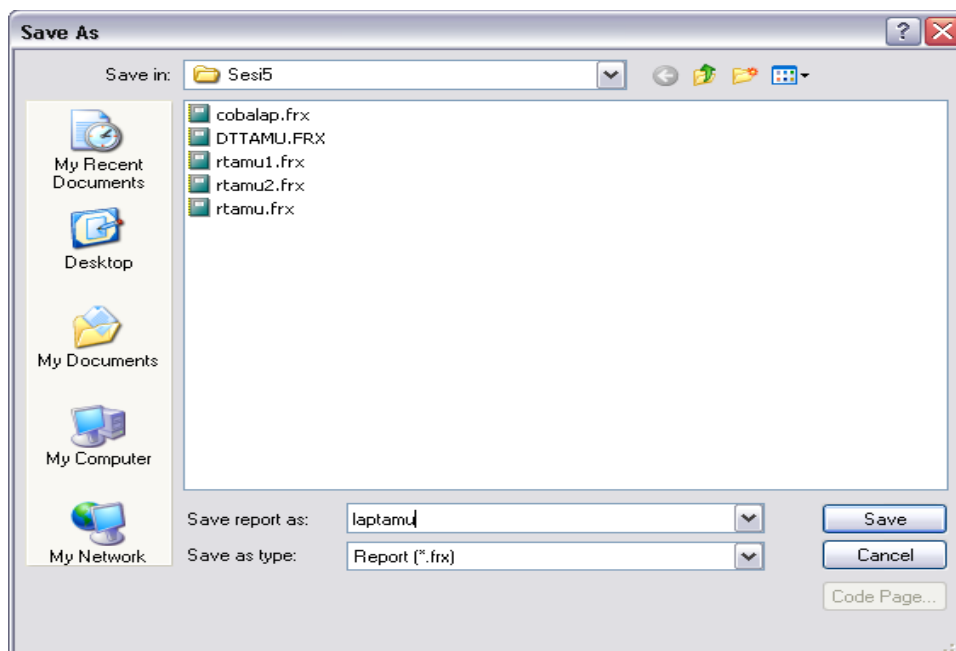 Save As
Save in: Sesi5
My Recent
Documents
Desktop
My Documents
My Computer
My Network
cobalap.frx
DTTAMU.FRX
rtamu1.frx
rtamu2.frx
rtamu.frx
Save report as: laptamu Save
Save as type: Report (*.frx) Cancel
Code Page...